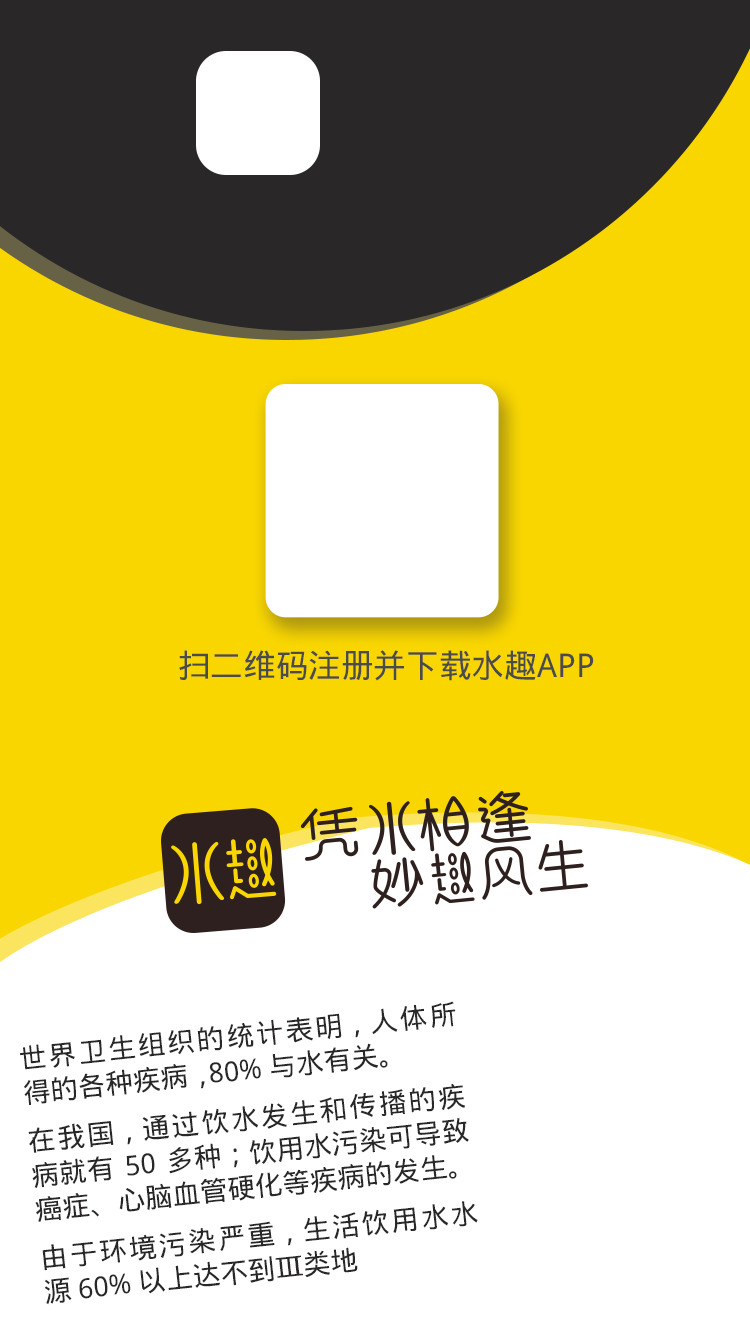 扫二维码注册并下载水趣APP
水趣
凭水相逢
妙趣风生
世界卫生组织的统计表明，人体所
得的各种疾病 ,80% 与水有关。
在我国，通过饮水发生和传播的疾
病就有 50 多种；饮用水污染可导致
癌症、心脑血管硬化等疾病的发生。
由于环境污染严重，生活饮用水水
源 60% 以上达不到Ⅲ类地